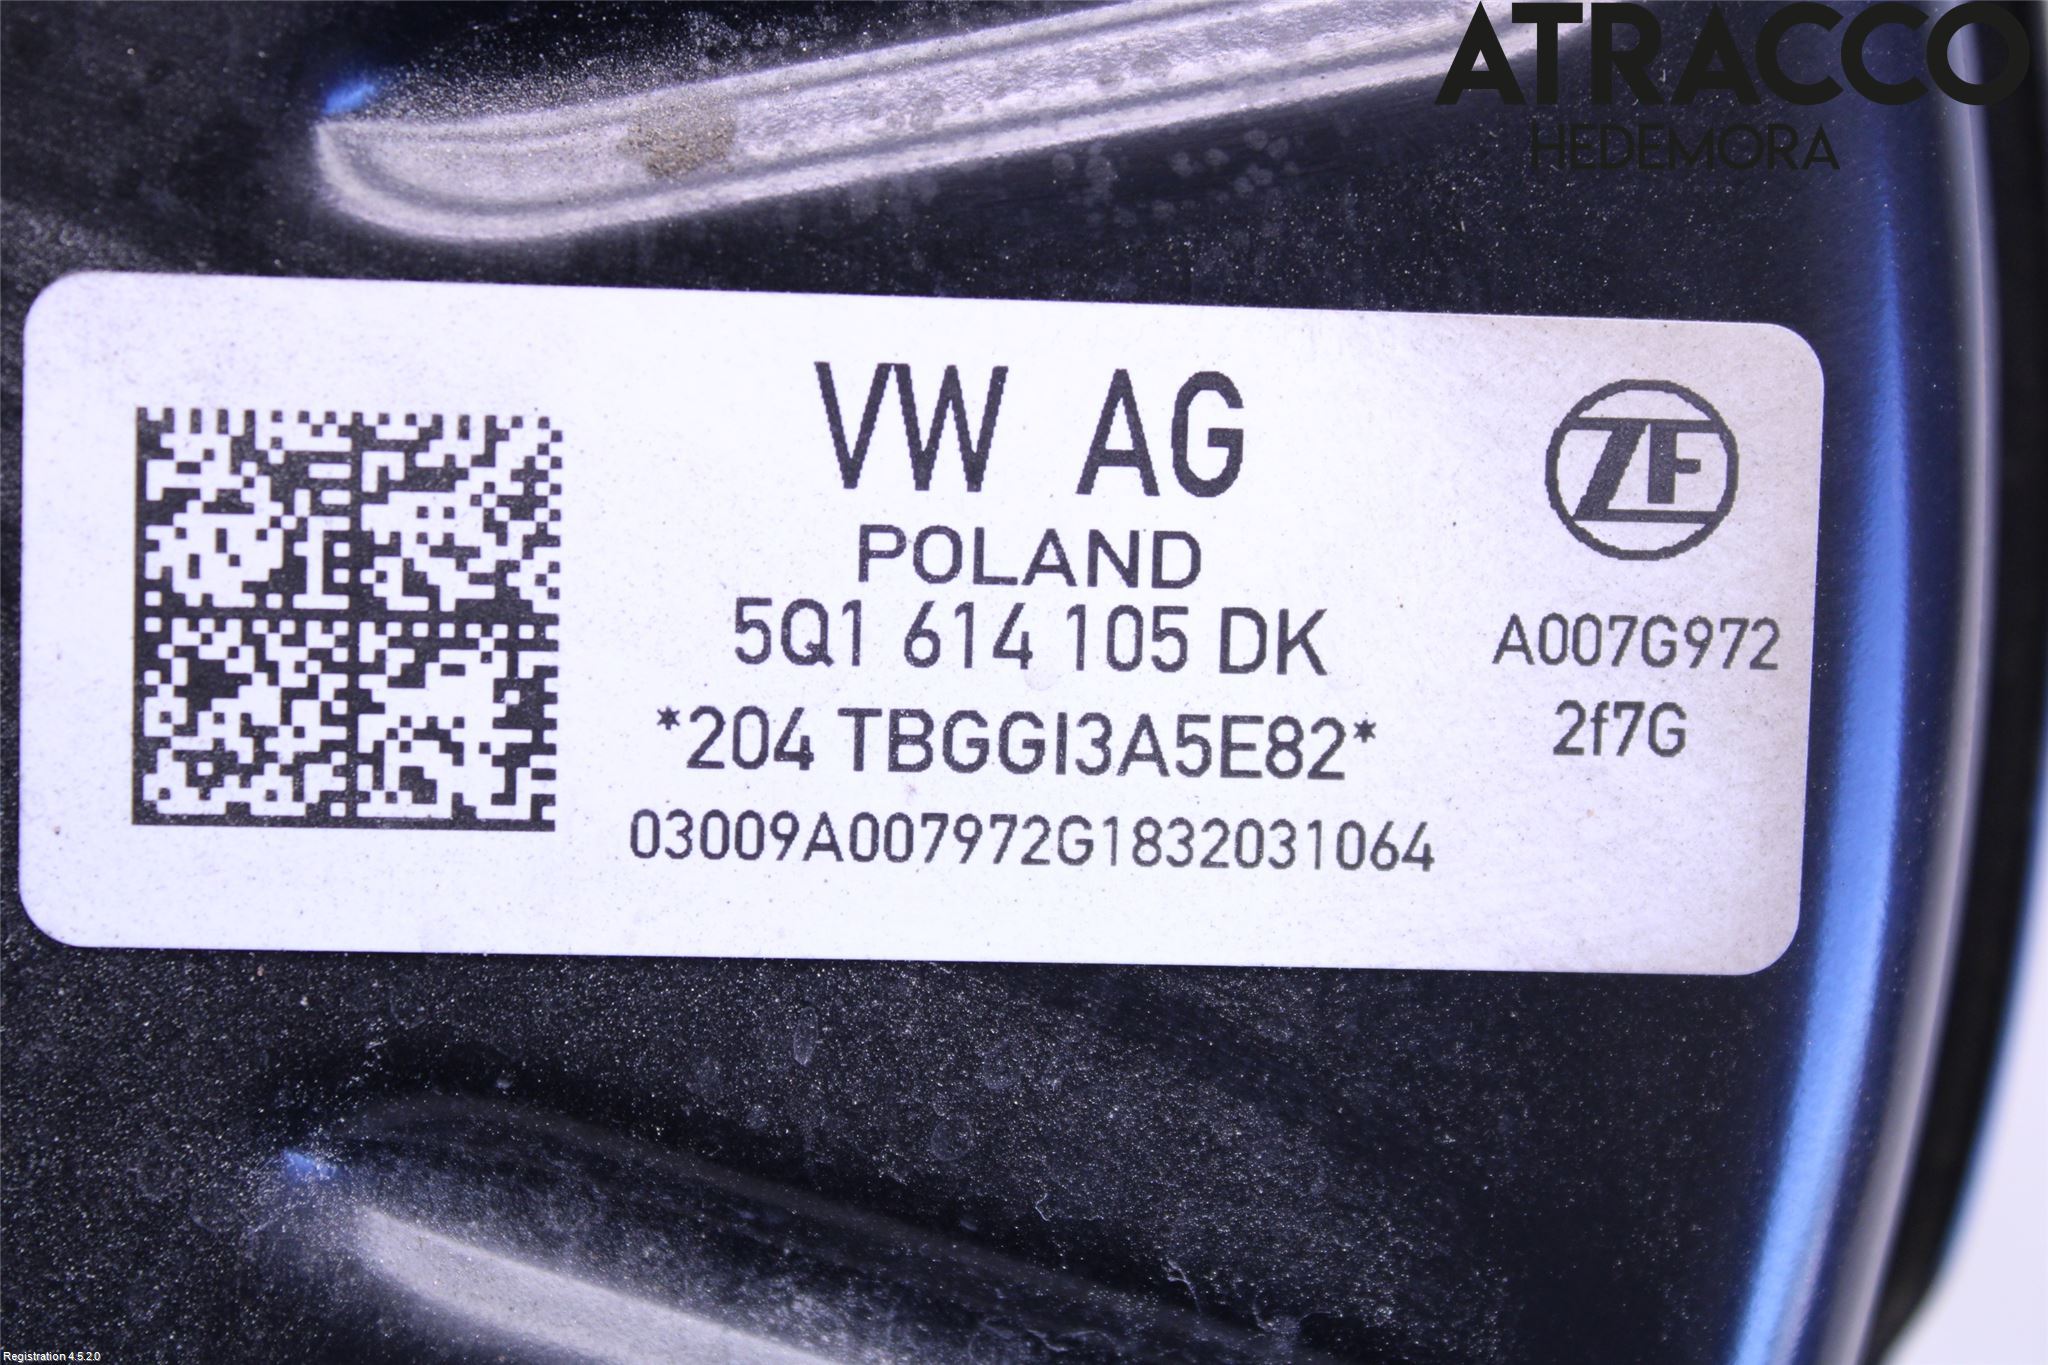 ATRACCO
HEDEMORA
VW AG
ZF
POLAND
5Q1 614 105 DK
A007G972
*204 TBGGI3A5E82*
2f7G
03009A007972G1832031064
Registration 4.5.2.0